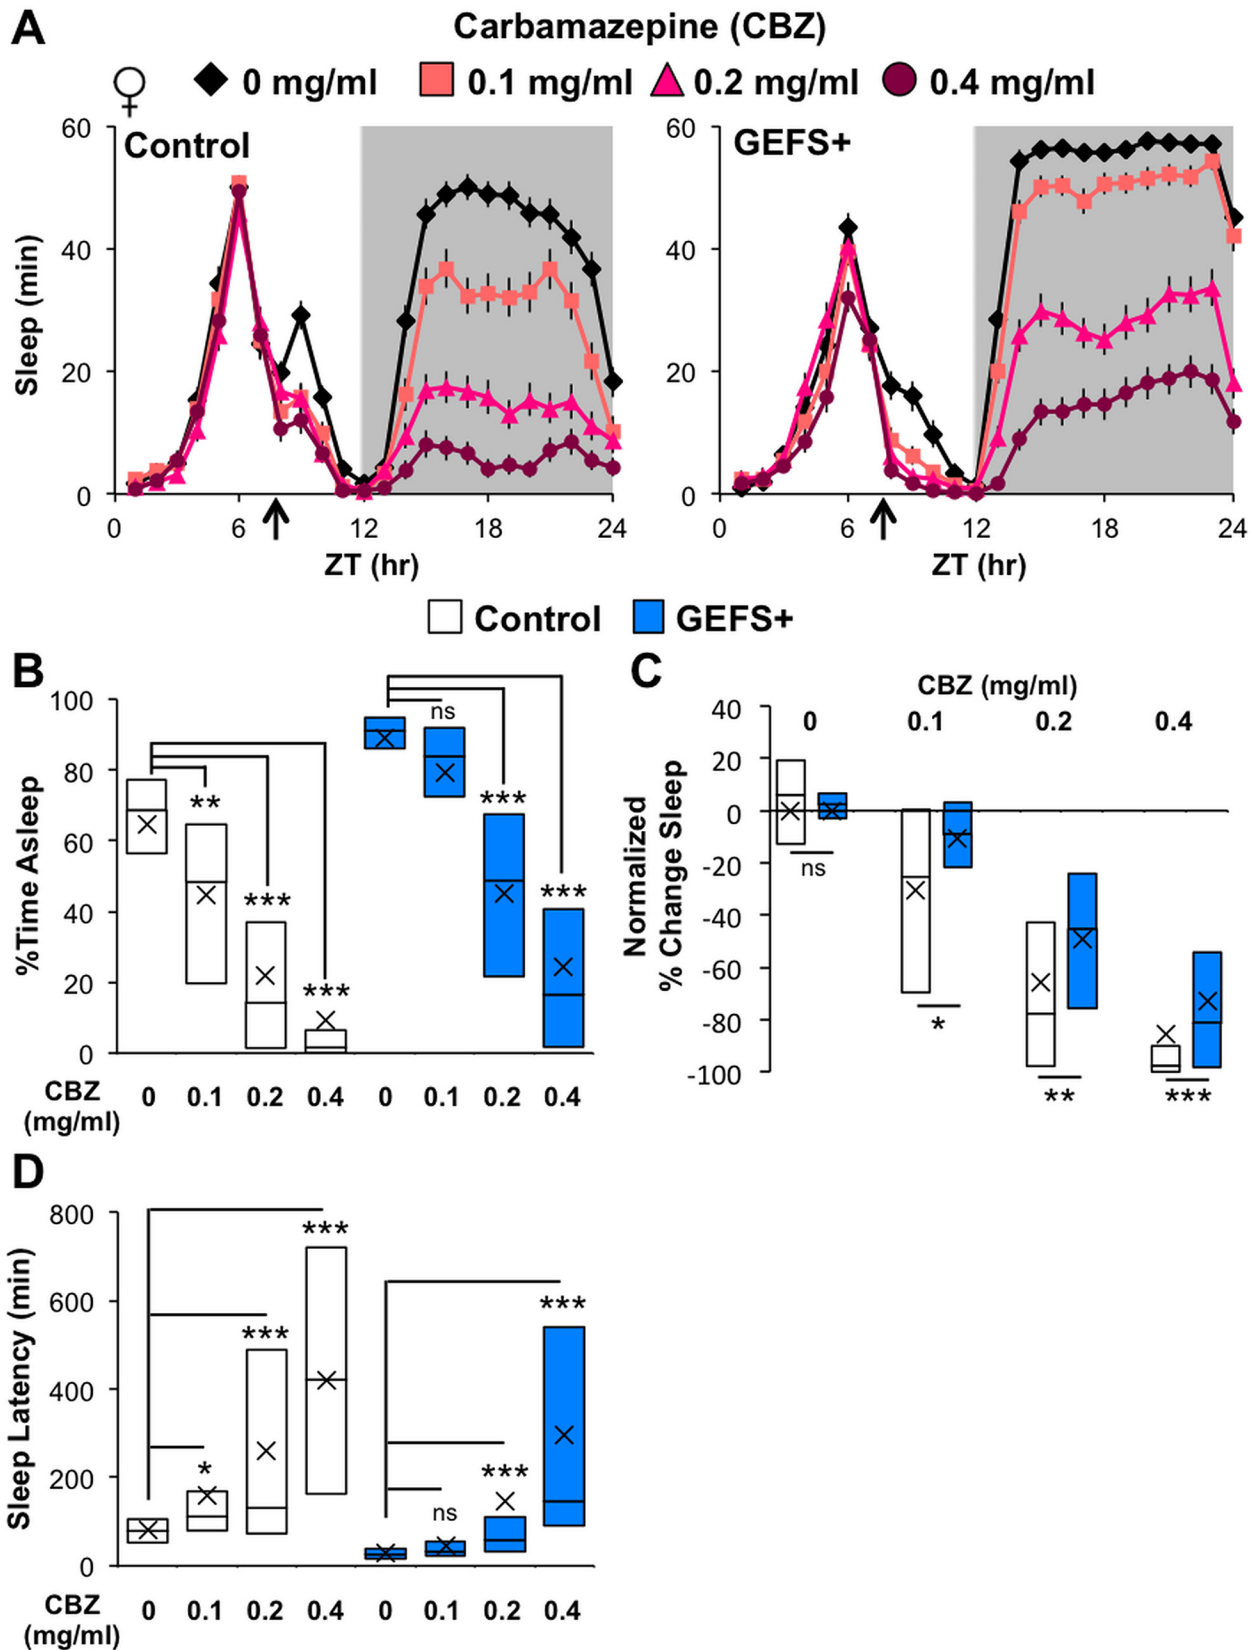 A
Carbamazepine (CBZ)
♀ 0 mg/ml 0.1 mg/ml 0.2 mg/ml 0.4 mg/ml
Control
GEFS+
Sleep (min)
60
40
20
0
0 6 12 18 24
ZT (hr)
60
40
20
0
0 6 12 18 24
ZT (hr)
Control GEFS+
B
%Time Asleep
100
80
60
40
20
0
**
***
***
ns
***
***
CBZ
(mg/ml)
0 0.1 0.2 0.4 0 0.1 0.2 0.4
C
CBZ (mg/ml)
0 0.1 0.2 0.4
Normalized
% Change Sleep
40
20
0
-20
-40
-60
-80
-100
ns
*
**
***
D
Sleep Latency (min)
800
600
400
200
0
*
***
***
ns
***
***
CBZ
(mg/ml)
0 0.1 0.2 0.4 0 0.1 0.2 0.4